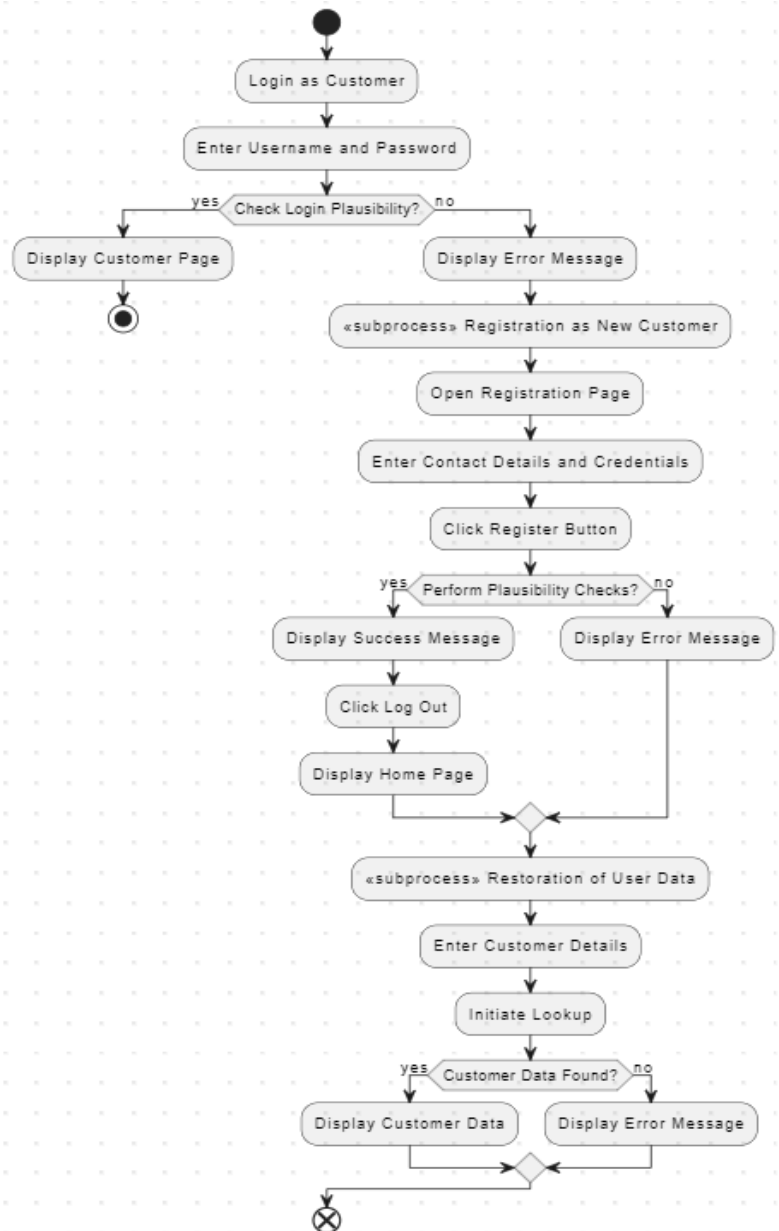 Login as Customer
Enter Username and Password
yes
Check Login Plausibility?
no
Display Customer Page
Display Error Message
«subprocess» Registration as New Customer
Open Registration Page
Enter Contact Details and Credentials
Click Register Button
yes
Perform Plausibility Checks?
no
Display Success Message
Display Error Message
Click Log Out
Display Home Page
«subprocess» Restoration of User Data
Enter Customer Details
Initiate Lookup
yes
Customer Data Found?
no
Display Customer Data
Display Error Message